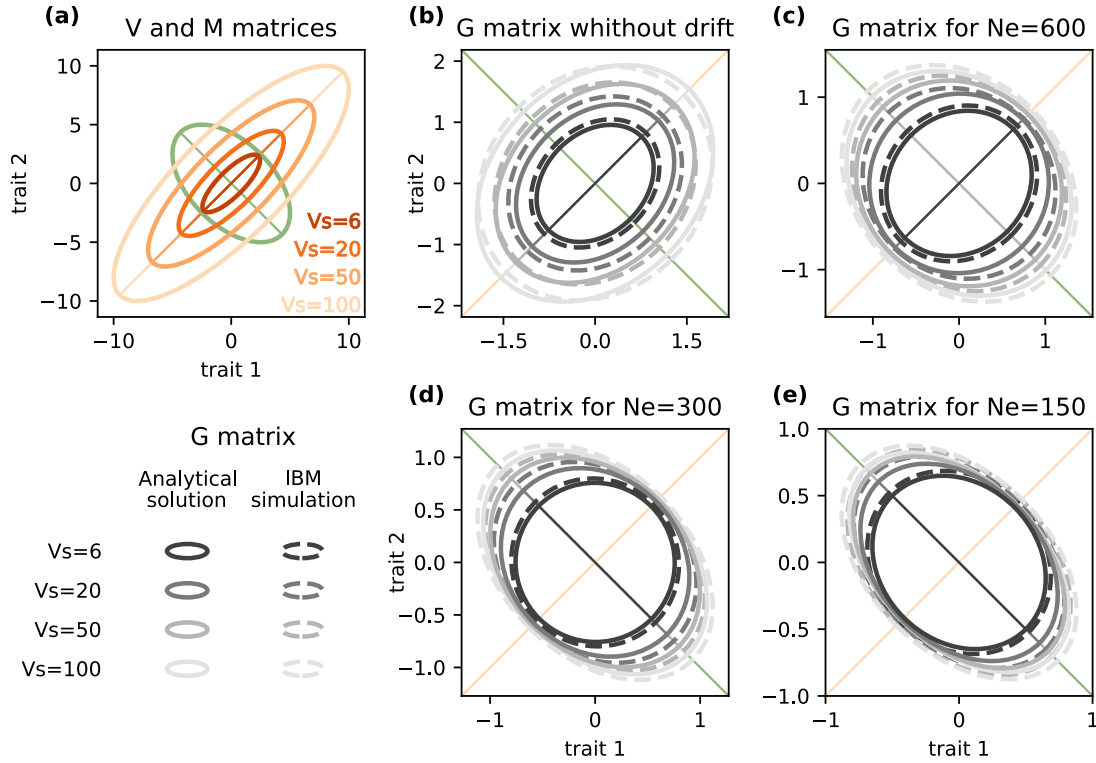 (a)
V and M matrices
10
5
0
−5
−10
trait 2
Vs=6
Vs=20
Vs=50
Vs=100
−10
0
10
trait 1
(b)
G matrix whithout drift
2
1
0
−1
−2
trait 2
−1.5
0.0
1.5
(c)
G matrix for Ne=600
1
0
−1
−1
0
1
G matrix
Analytical
solution
IBM
simulation
Vs=6
Vs=20
Vs=50
Vs=100
(d)
G matrix for Ne=300
1.0
0.5
0.0
−0.5
−1.0
trait 2
−1
0
1
trait 1
(e)
G matrix for Ne=150
1.0
0.5
0.0
−0.5
−1.0
−1
0
1
trait 1